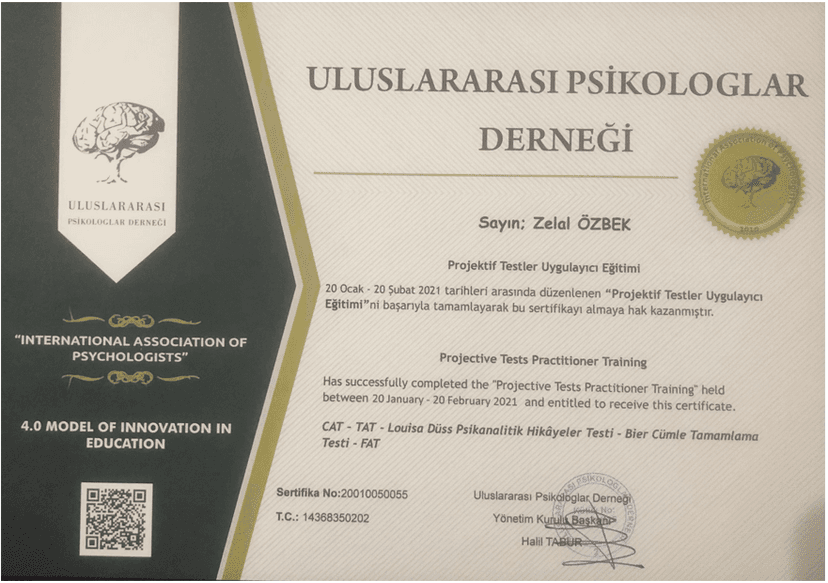 ULUSLARARASI
PSİKOLOGLAR DERNEĞİ
"INTERNATIONAL ASSOCIATION OF
PSYCHOLOGISTS"
4.0 MODEL OF INNOVATION IN
EDUCATION
ULUSLARARASI PSİKOLOGLAR
DERNEĞİ
International Association of Psychologists
Sayın; Zelal ÖZBEK
Projektif Testler Uygulayıcı Eğitimi
20 Ocak - 20 Şubat 2021 tarihleri arasında düzenlenen "Projektif Testler Uygulayıcı
Eğitimi"ni başarıyla tamamlayarak bu sertifikayı almaya hak kazanmıştır.
Projective Tests Practitioner Training
Has successfully completed the "Projective Tests Practitioner Training" held
between 20 January - 20 February 2021 and entitled to receive this certificate.
CAT - TAT - Louisa Düss Psikanalitik Hikâyeler Testi - Bier Cümle Tamamlama
Testi - FAT
Sertifika No:20010050055
T.C.: 14368350202
Uluslararası Psikologlar Derneği
Yönetim Kurulu Başkanı
Halil TABUR